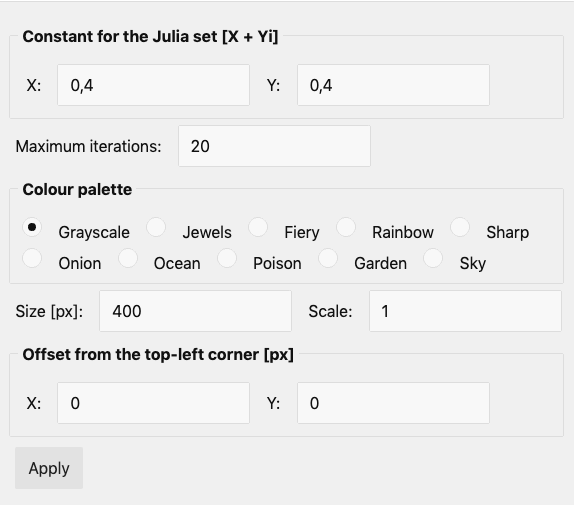 Constant for the Julia set [X + Yi]
X: 0,4 Y: 0,4
Maximum iterations: 20
Colour palette
Grayscale Jewels Fiery Rainbow Sharp
Onion Ocean Poison Garden Sky
Size [px]: 400 Scale: 1
Offset from the top-left corner [px]
X: 0 Y: 0
Apply